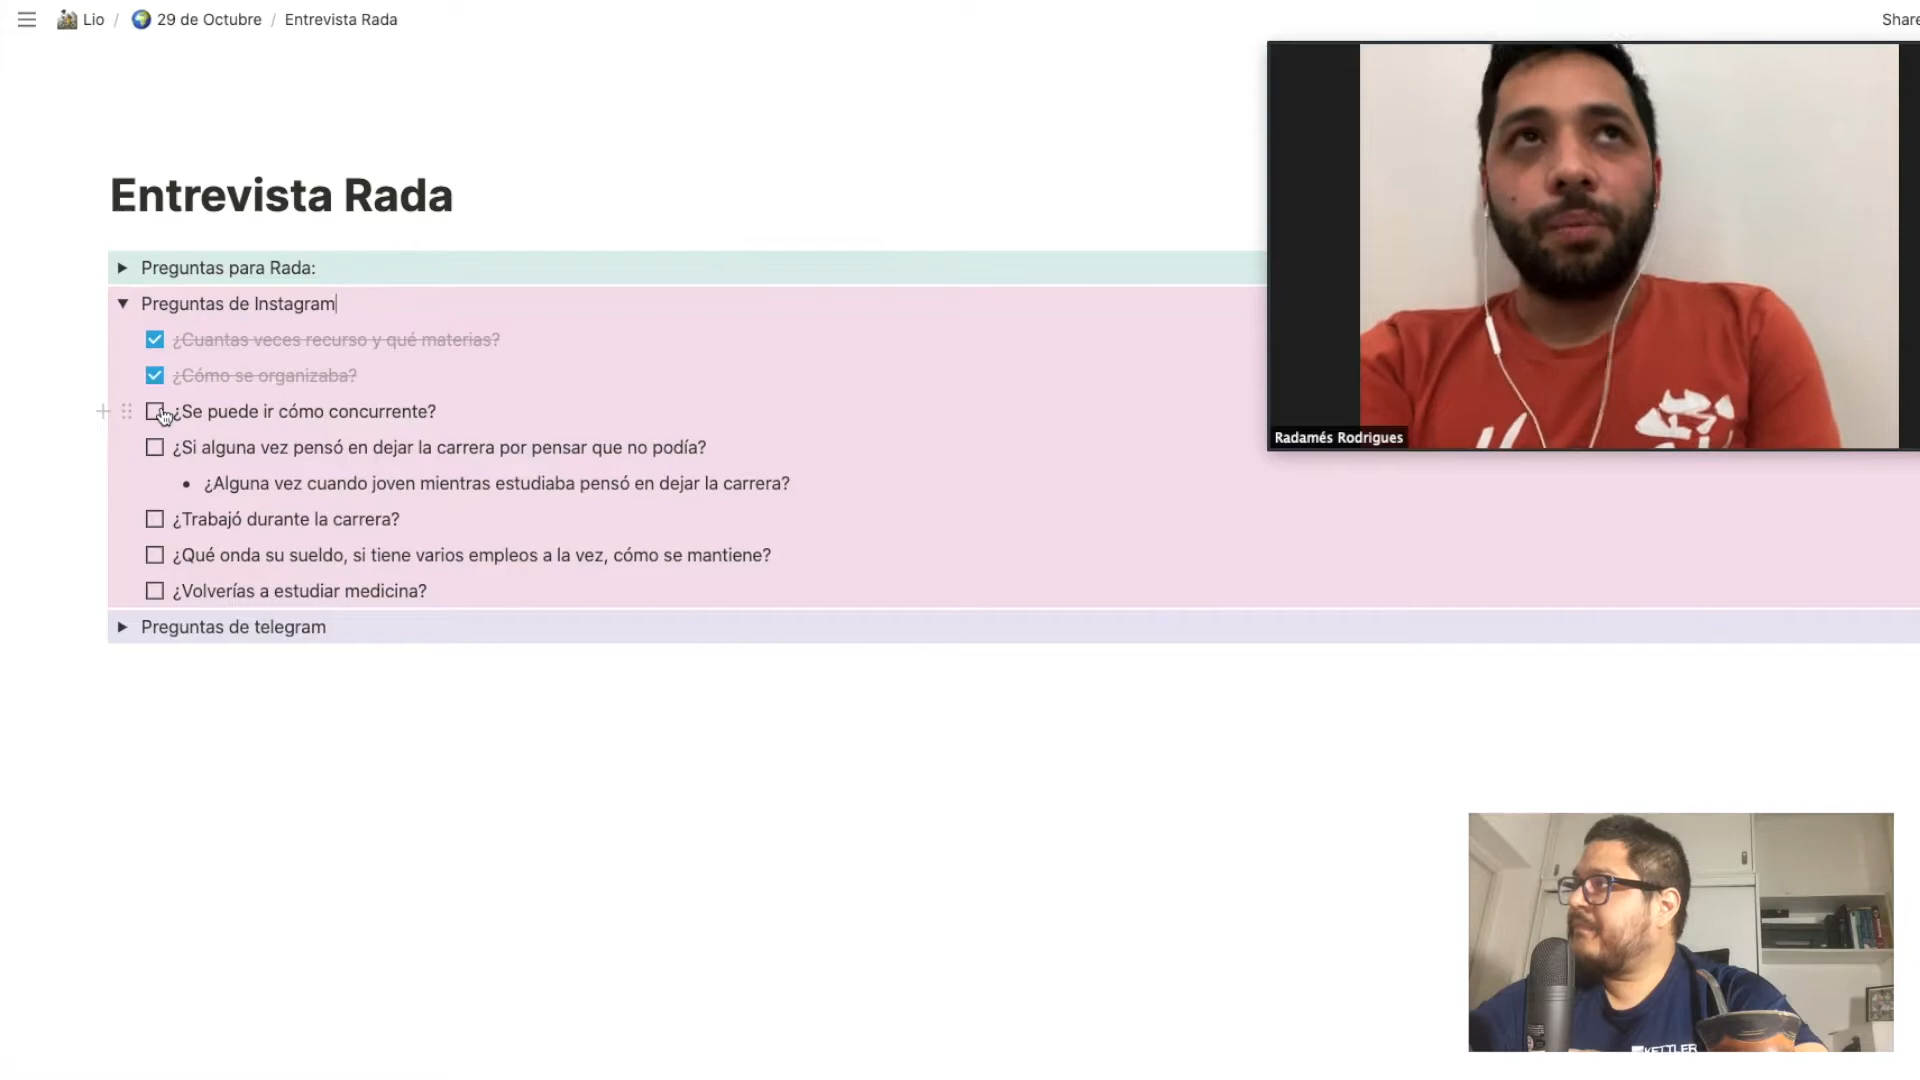 Lio / 29 de Octubre / Entrevista Rada
Share
Entrevista Rada
Preguntas para Rada:
Preguntas de Instagram
¿Cuantas veces recurso y qué materias?
¿Cómo se organizaba?
¿Se puede ir cómo concurrente?
¿Si alguna vez pensó en dejar la carrera por pensar que no podía?
¿Alguna vez cuando joven mientras estudiaba pensó en dejar la carrera?
¿Trabajó durante la carrera?
¿Qué onda su sueldo, si tiene varios empleos a la vez, cómo se mantiene?
¿Volverías a estudiar medicina?
Preguntas de telegram
Radamés Rodrigues
KETTLER